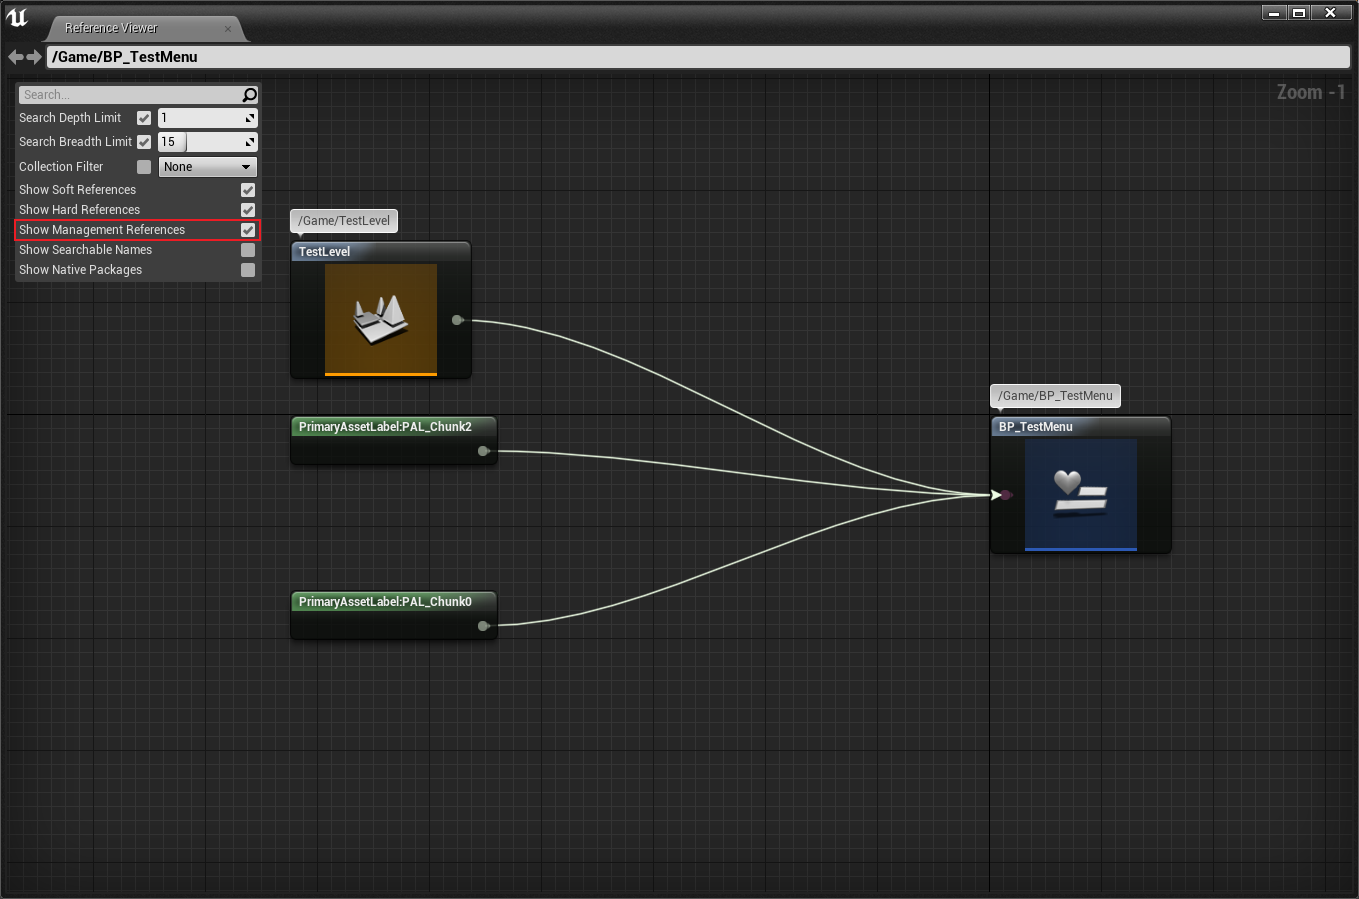 Reference Viewer
/Game/BP_TestMenu
Zoom -1
Search...
Search Depth Limit 1
Search Breadth Limit 15
Collection Filter None
Show Soft References
Show Hard References
Show Management References
Show Searchable Names
Show Native Packages
/Game/TestLevel
TestLevel
PrimaryAssetLabel:PAL_Chunk2
PrimaryAssetLabel:PAL_Chunk0
/Game/BP_TestMenu
BP_TestMenu